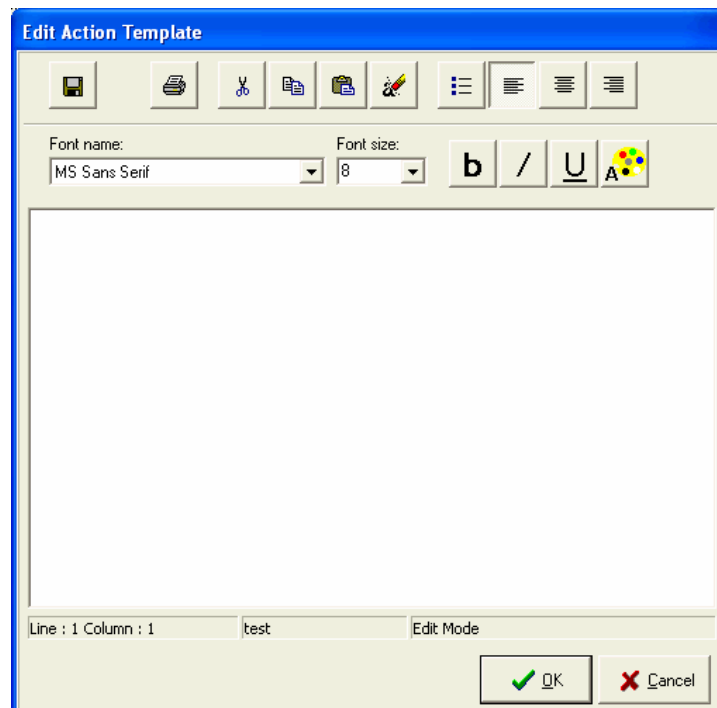 Edit Action Template
Font name: Font size:
MS Sans Serif 8 b / U A
Line : 1 Column : 1 test Edit Mode
OK Cancel